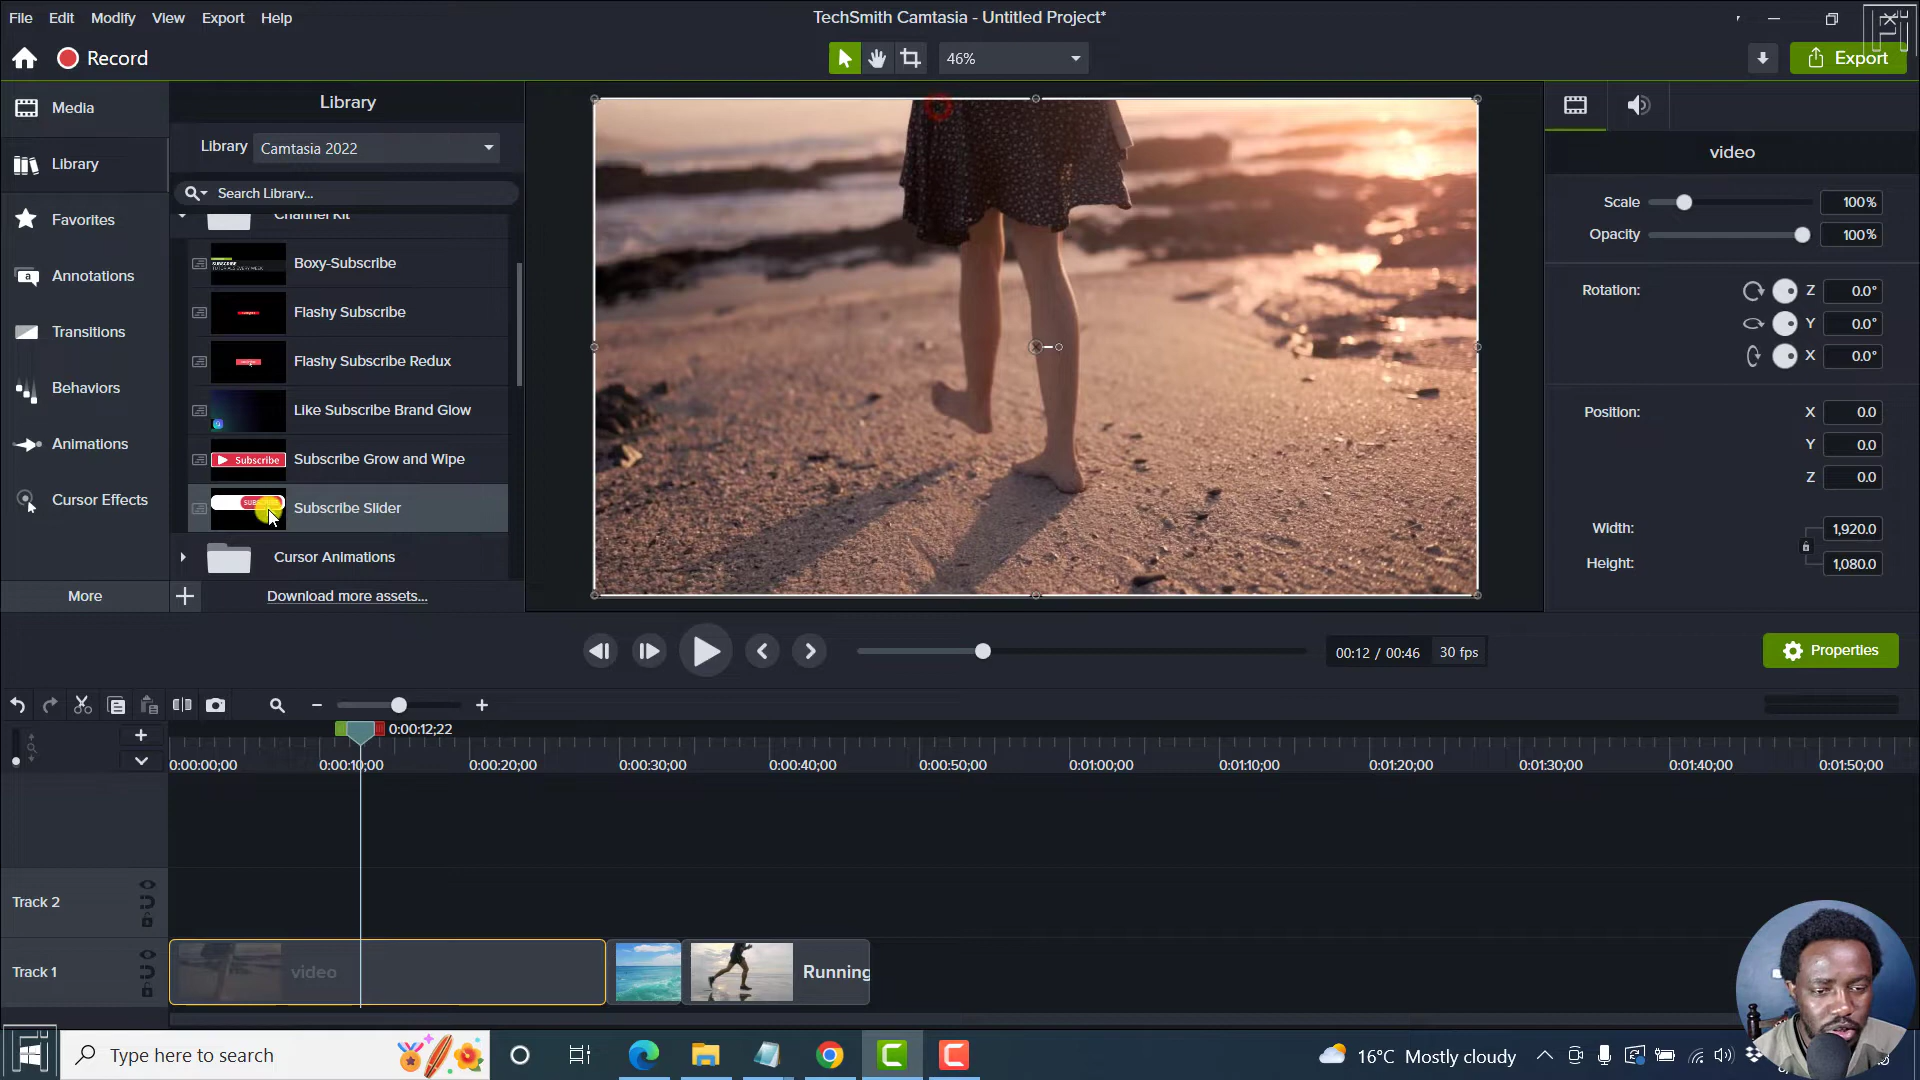 File Edit Modify View Export Help
TechSmith Camtasia - Untitled Project*
Record
46%
Export
Media
Library
Favorites
Annotations
Transitions
Behaviors
Animations
Cursor Effects
More
Library
Library Camtasia 2022
Search Library...
Channel Kit
Boxy-Subscribe
Flashy Subscribe
Flashy Subscribe Redux
Like Subscribe Brand Glow
Subscribe
Subscribe Grow and Wipe
Subscribe Slider
Cursor Animations
Download more assets...
video
Scale 100%
Opacity 100%
Rotation: Z 0.0°
Y 0.0°
X 0.0°
Position: X 0.0
Y 0.0
Z 0.0
Width: 1,920.0
Height: 1,080.0
00:12 / 00:46 30 fps
Properties
0:00:12;22
0:00:00;00 0:00:10;00 0:00:20;00 0:00:30;00 0:00:40;00 0:00:50;00 0:01:00;00 0:01:10;00 0:01:20;00 0:01:30;00 0:01:40;00 0:01:50;00
Track 2
Track 1
video
Running
Type here to search
16°C Mostly cloudy